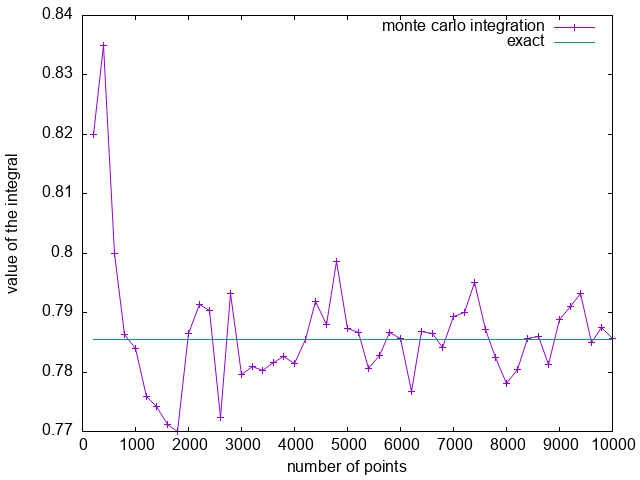 0.84
0.83
0.82
0.81
0.8
0.79
0.78
0.77
value of the integral
monte carlo integration
exact
0 1000 2000 3000 4000 5000 6000 7000 8000 9000 10000
number of points